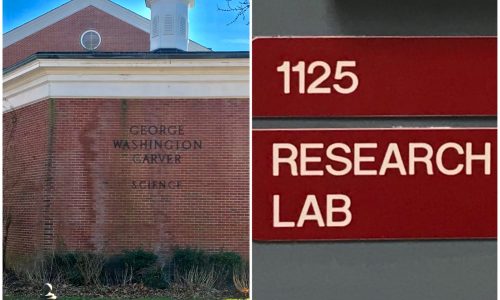 GEORGE
WASHINGTON
CARVER
SCIENCE
1125
RESEARCH
LAB